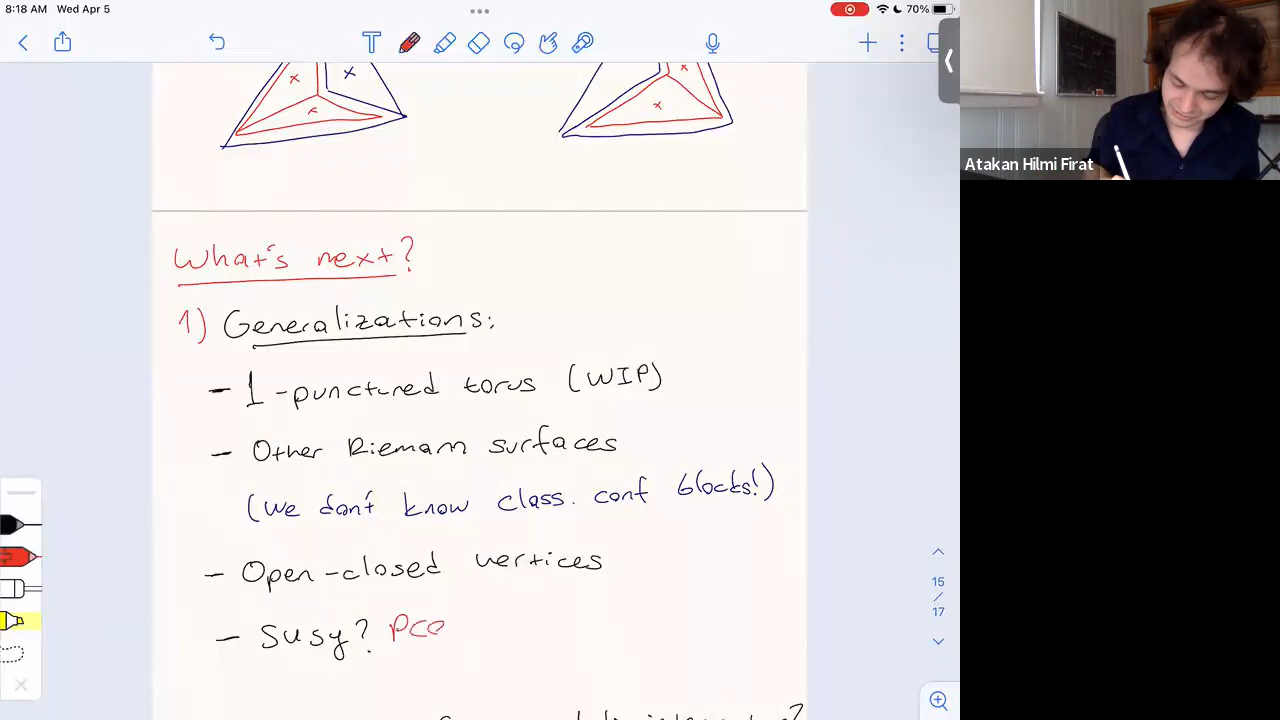 8:18 AM Wed Apr 5
70%
Atakan Hilmi Firat
x
x
x
x
x
What's next?
1) Generalizations:
- 1-punctured torus (WIP)
- Other Riemann surfaces
(we don't know class. conf blocks!)
- Open-closed vertices
- Susy? PCO
15
/
17